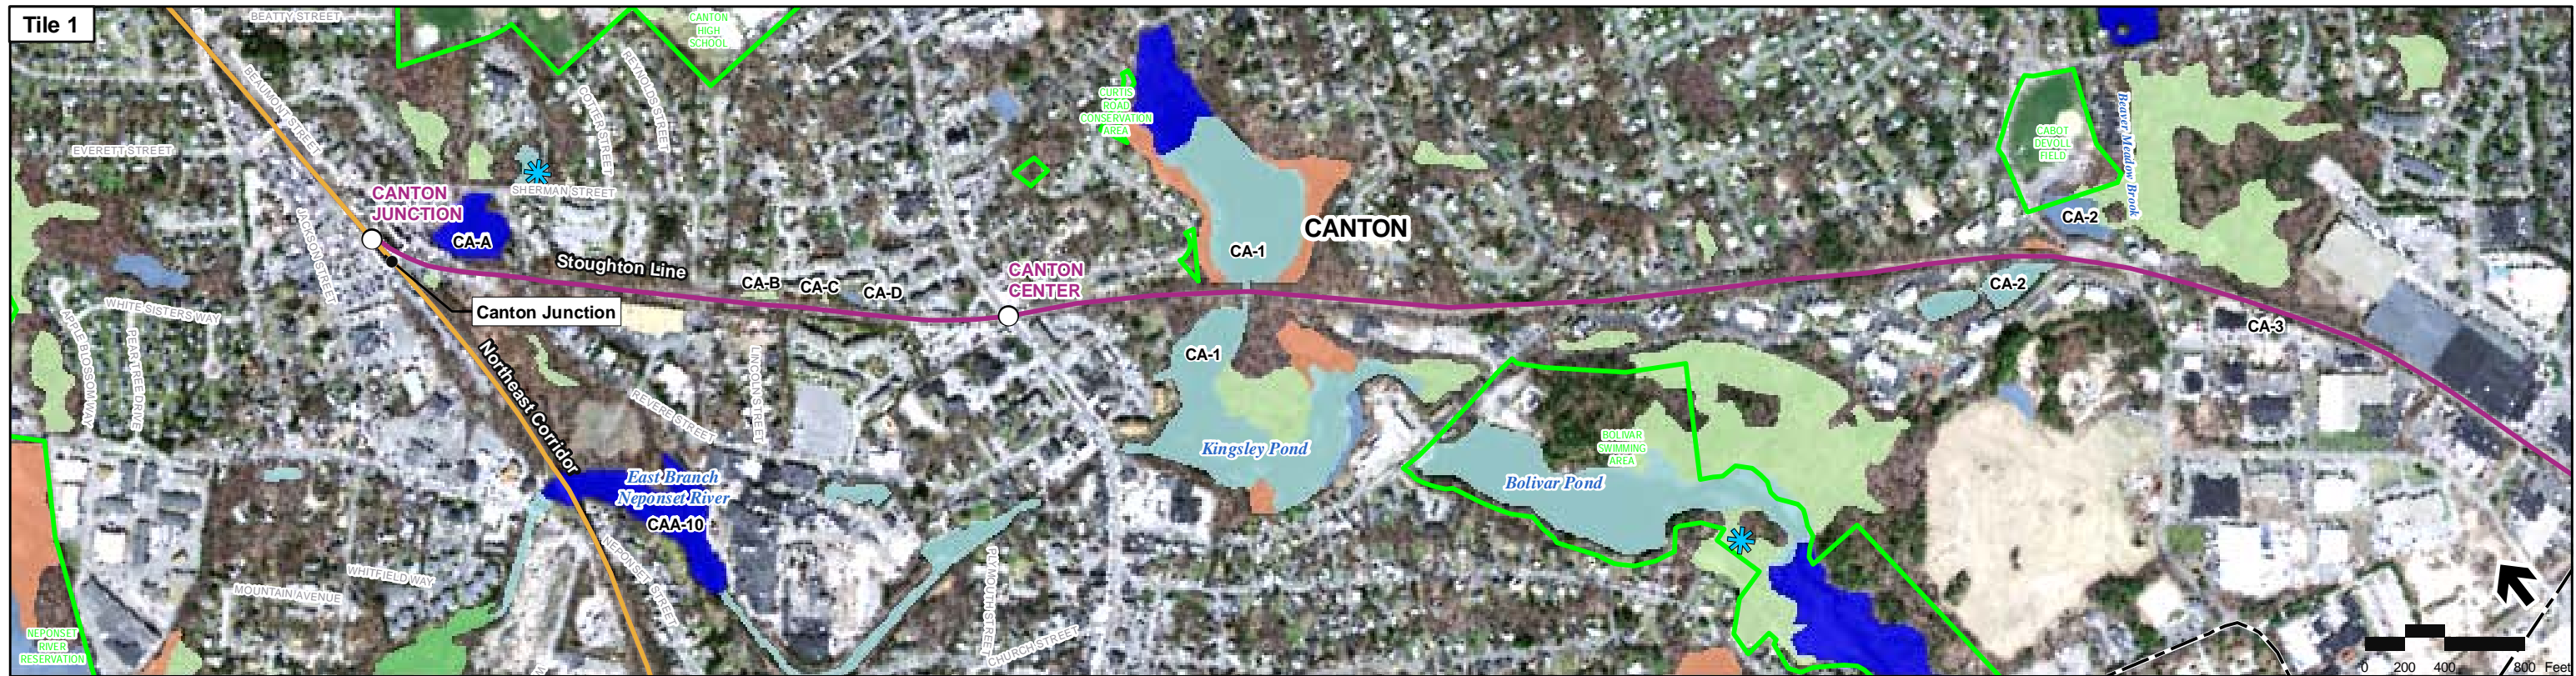 Tile 1
BEATTY STREET
CANTON
HIGH
SCHOOL
BEAUMONT STREET
REYNOLDS STREET
COTTER STREET
CURTIS
ROAD
CONSERVATION
AREA
CABOT
DEVOLL
FIELD
Beaver Meadow Brook
EVERETT STREET
SHERMAN STREET
CANTON
JUNCTION
CA-A
JACKSON STREET
Stoughton Line
CANTON
CA-1
CA-2
CANTON
CENTER
CA-B
CA-C
CA-D
CA-2
Canton Junction
WHITE SISTERS WAY
APPLE BLOSSOM WAY
PEARTREE DRIVE
CA-3
CA-1
Northeast Corridor
LINCOLN STREET
REVERE STREET
Kingsley Pond
BOLIVAR
SWIMMING
AREA
Bolivar Pond
East Branch
Neponset River
CAA-10
NEPONSET STREET
PLYMOUTH STREET
WHITFIELD WAY
MOUNTAIN AVENUE
CHURCH STREET
NEPONSET
RIVER
RESERVATION
W
0 200 400 800 Feet